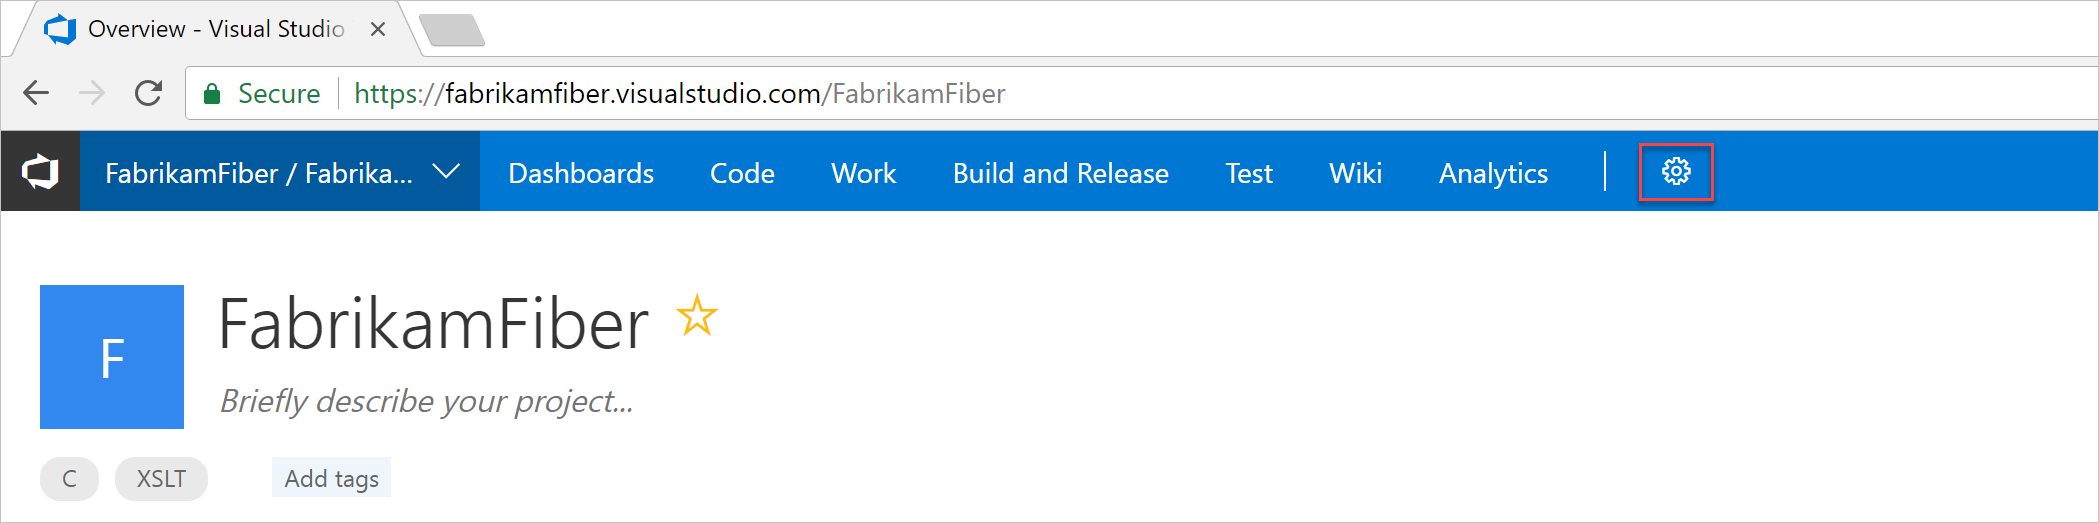 Overview - Visual Studio
Secure https://fabrikamfiber.visualstudio.com/FabrikamFiber
FabrikamFiber / Fabrika... Dashboards Code Work Build and Release Test Wiki Analytics
F
FabrikamFiber
Briefly describe your project...
C XSLT Add tags